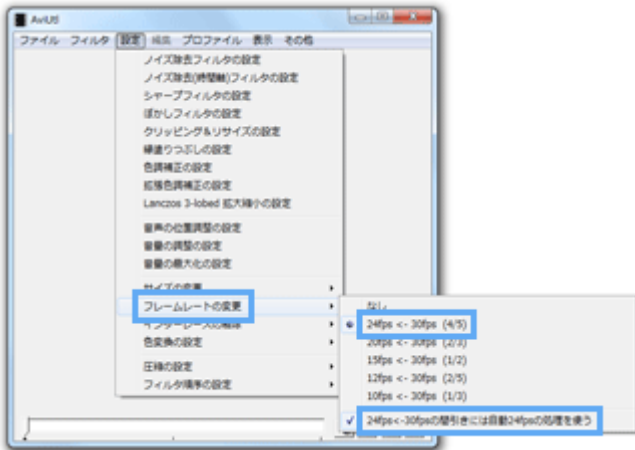 AviUtl
ファイル フィルタ 設定 編集 プロファイル 表示 その他
ノイズ除去フィルタの設定
ノイズ除去(時間軸)フィルタの設定
シャープフィルタの設定
ぼかしフィルタの設定
クリッピング&リサイズの設定
縁塗りつぶしの設定
色調補正の設定
拡張色調補正の設定
Lanczos 3-lobed 拡大縮小の設定
音声の位置調整の設定
音量の調整の設定
音量の最大化の設定
サイズの変更
フレームレートの変更
インターレースの解除
色変換の設定
圧縮の設定
フィルタ順序の設定
なし
24fps <- 30fps (4/5)
20fps <- 30fps (2/3)
15fps <- 30fps (1/2)
12fps <- 30fps (2/5)
10fps <- 30fps (1/3)
24fps<-30fpsの間引きには自動24fpsの処理を使う